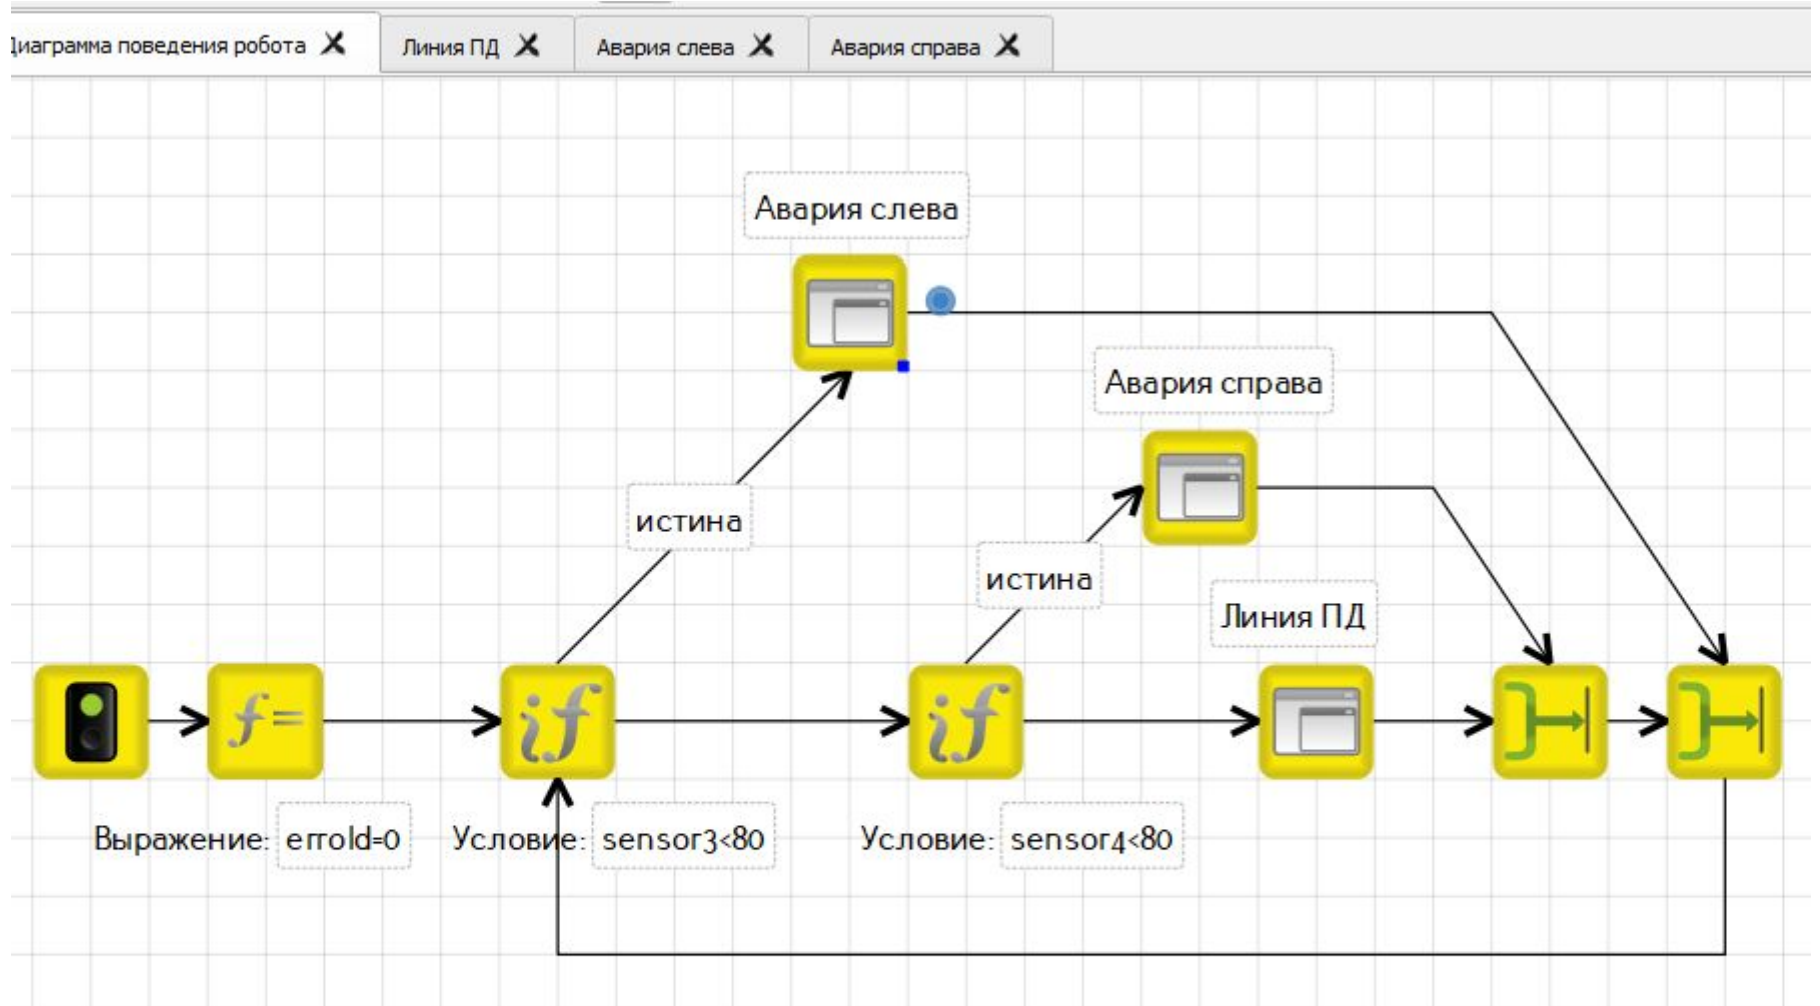 Диаграмма поведения робота
Линия ПД
Авария слева
Авария справа
Авария слева
Авария справа
истина
истина
Линия ПД
Выражение: errold=0
Условие: sensor3<80
Условие: sensor4<80